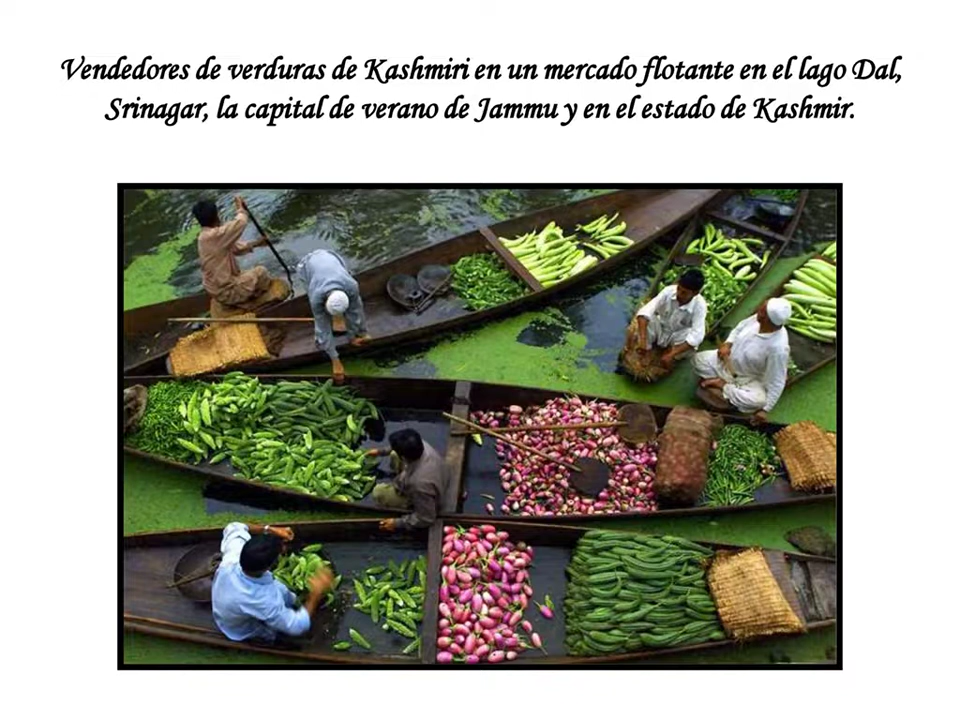 Vendedores de verduras de Kashmiri en un mercado flotante en el lago Dal,
Srinagar, la capital de verano de Jammu y en el estado de Kashmir.